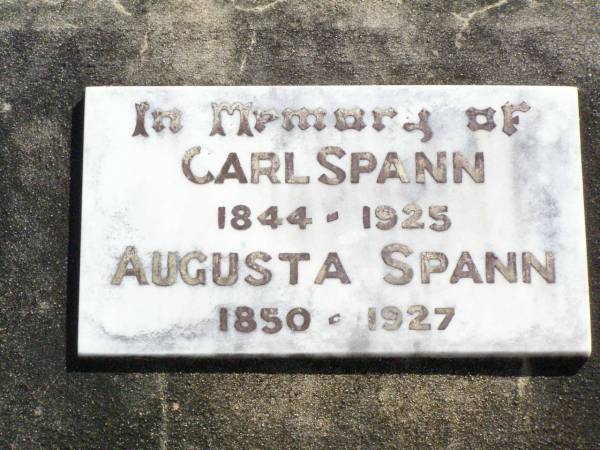 In Memory of
CARL SPANN
1844 - 1925
AUGUSTA SPANN
1850 - 1927